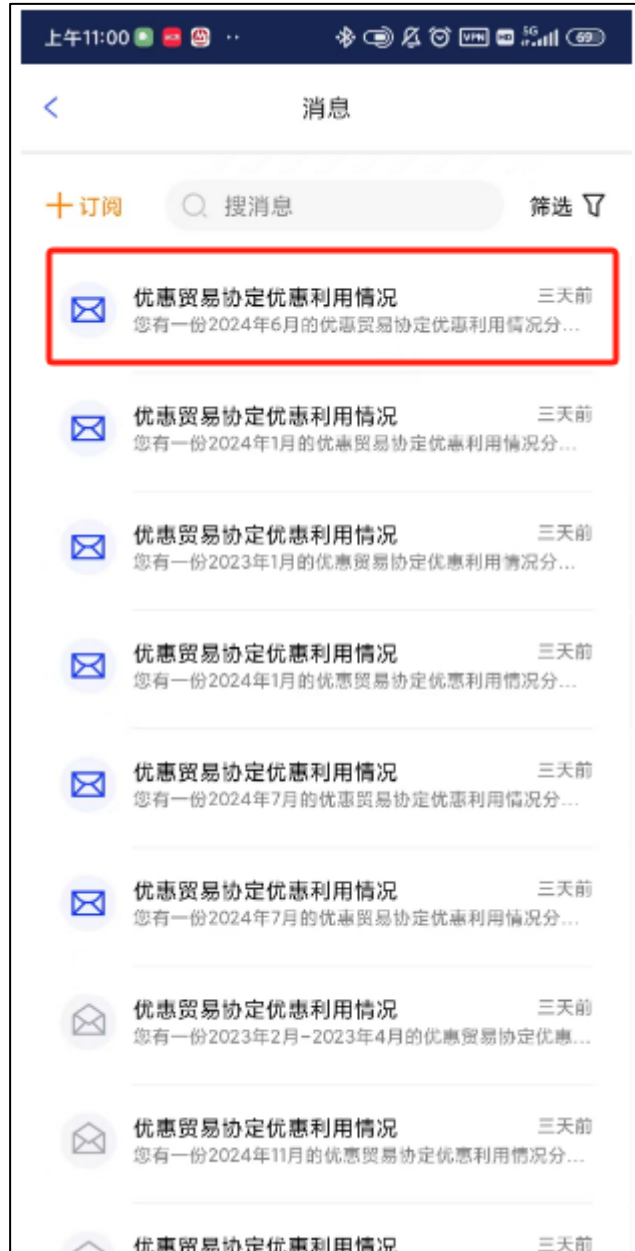 上午11:00
VPN
5G
69
消息
订阅
搜消息
筛选
优惠贸易协定优惠利用情况 三天前
您有一份2024年6月的优惠贸易协定优惠利用情况分...
优惠贸易协定优惠利用情况 三天前
您有一份2024年1月的优惠贸易协定优惠利用情况分...
优惠贸易协定优惠利用情况 三天前
您有一份2023年1月的优惠贸易协定优惠利用情况分...
优惠贸易协定优惠利用情况 三天前
您有一份2024年1月的优惠贸易协定优惠利用情况分...
优惠贸易协定优惠利用情况 三天前
您有一份2024年7月的优惠贸易协定优惠利用情况分...
优惠贸易协定优惠利用情况 三天前
您有一份2024年7月的优惠贸易协定优惠利用情况分...
优惠贸易协定优惠利用情况 三天前
您有一份2023年2月-2023年4月的优惠贸易协定优惠...
优惠贸易协定优惠利用情况 三天前
您有一份2024年11月的优惠贸易协定优惠利用情况分...
优惠贸易协定优惠利用情况 三天前